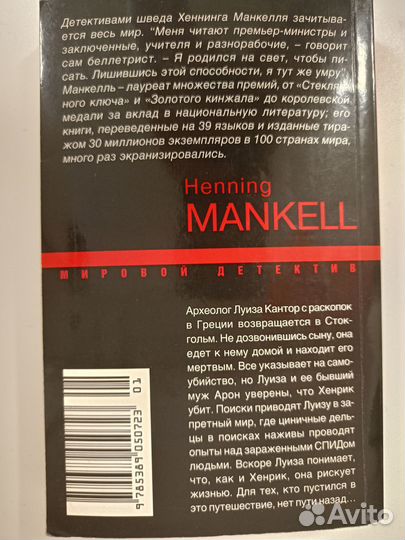 Детективами шведа Хеннинга Манкелля зачитыва-
ется весь мир. "Меня читают премьер-министры и
заключенные, учителя и разнорабочие, – говорит
сам беллетрист. – Я родился на свет, чтобы пи-
сать. Лишившись этой способности, я тут же умру".
Манкелль – лауреат множества премий, от «Стеклян-
ного ключа» и «Золотого кинжала» до королевской
медали за вклад в национальную литературу; его
книги, переведенные на 39 языков и изданные тира-
жом 30 миллионов экземпляров в 100 странах мира,
много раз экранизировались.
Henning
MANKELL
МИРОВОЙ ДЕТЕКТИВ
Археолог Луиза Кантор с раскопок
в Греции возвращается в Сток-
гольм. Не дозвонившись сыну, она
едет к нему домой и находит его
мертвым. Все указывает на само-
убийство, но Луиза и ее бывший
муж Арон уверены, что Хенрик
убит. Поиски приводят Луизу в за-
претный мир, где циничные дель-
цы в поисках наживы проводят
опыты над зараженными СПИДом
людьми. Вскоре Луиза понимает,
что, как и Хенрик, она рискует
жизнью. Для тех, кто пустился в
это путешествие, нет пути назад...
01
9785389050723
Avito